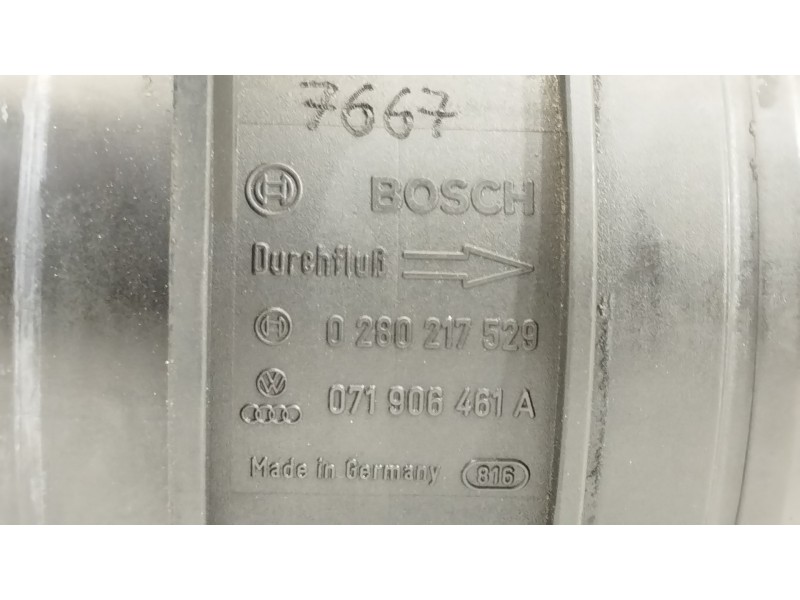 7667
BOSCH
Durchfluß
0 280 217 529
071 906 461 A
Made in Germany 816